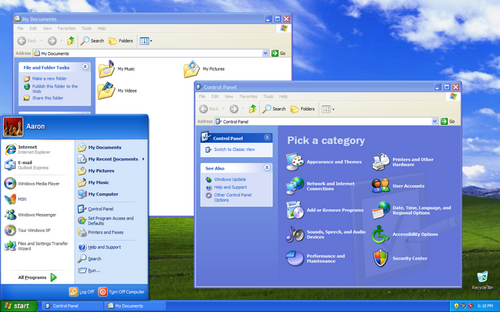 My Documents
File Edit View Favorites Tools Help
Back Search Folders
Address My Documents Go
File and Folder Tasks
Make a new folder
Publish this folder to the
Web
Share this folder
My Music
My Pictures
My Videos
Control Panel
File Edit View Favorites Tools Help
Back Search Folders
Address Control Panel Go
Control Panel
Switch to Classic View
See Also
Windows Update
Help and Support
Other Control Panel
Options
Pick a category
Appearance and Themes
Printers and Other
Hardware
Network and Internet
Connections
User Accounts
Add or Remove Programs
Date, Time, Language, and
Regional Options
Sounds, Speech, and Audio
Devices
Accessibility Options
Performance and
Maintenance
Security Center
Aaron
Internet
Internet Explorer
E-mail
Outlook Express
Windows Media Player
MSN
Windows Messenger
Tour Windows XP
Files and Settings Transfer
Wizard
All Programs
My Documents
My Recent Documents
My Pictures
My Music
My Computer
Control Panel
Set Program Access and
Defaults
Printers and Faxes
Help and Support
Search
Run...
Log Off Turn Off Computer
Recycle Bin
start Control Panel My Documents